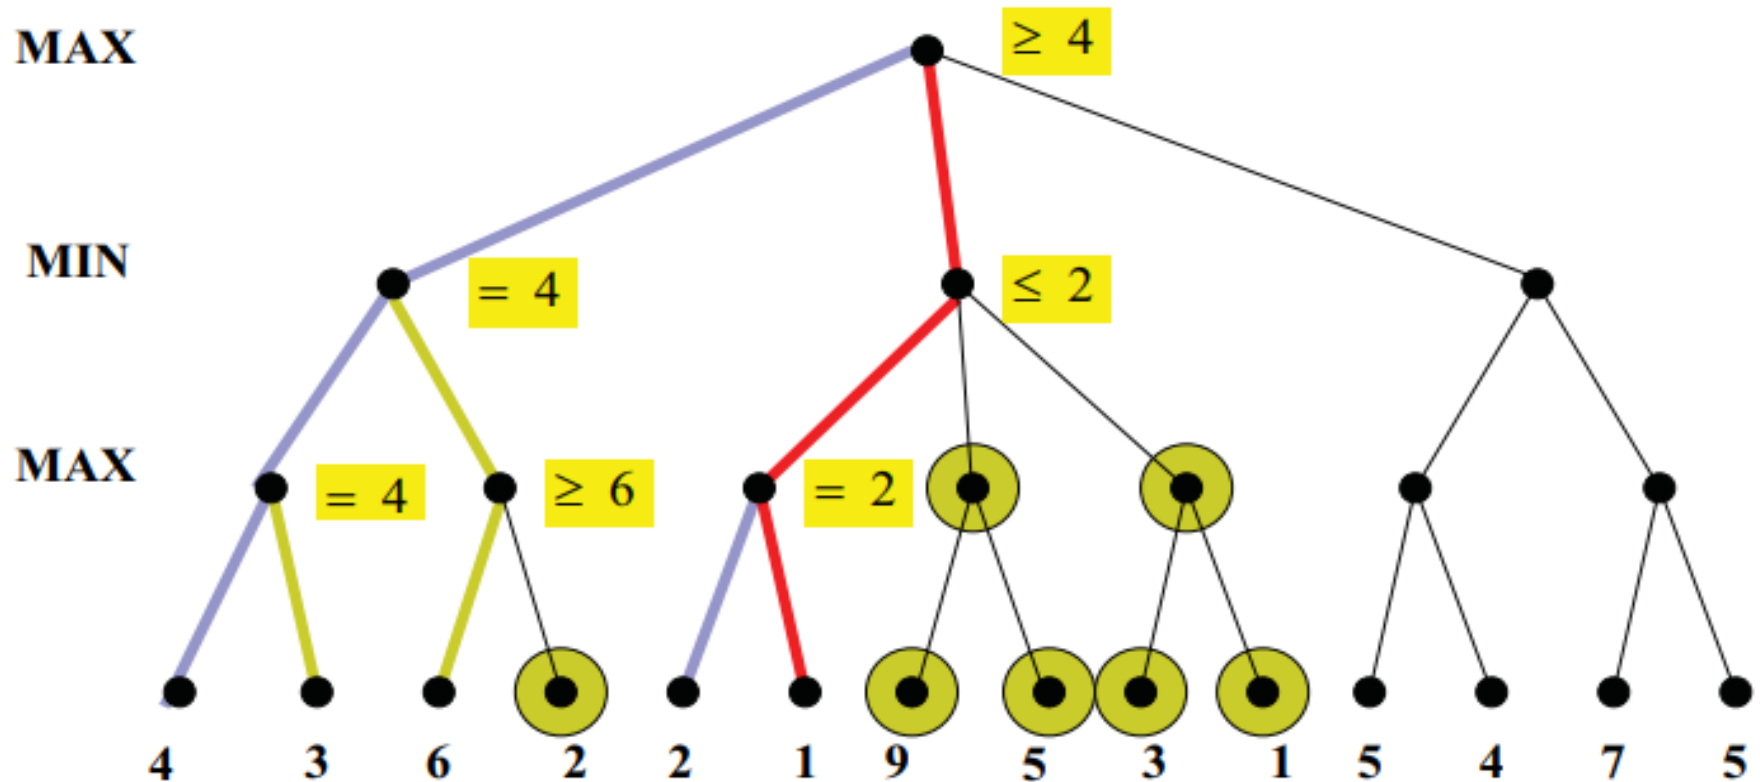 MAX
≥ 4
MIN
= 4
≤ 2
MAX
= 4
≥ 6
= 2
4 3 6 2 2 1 9 5 3 1 5 4 7 5